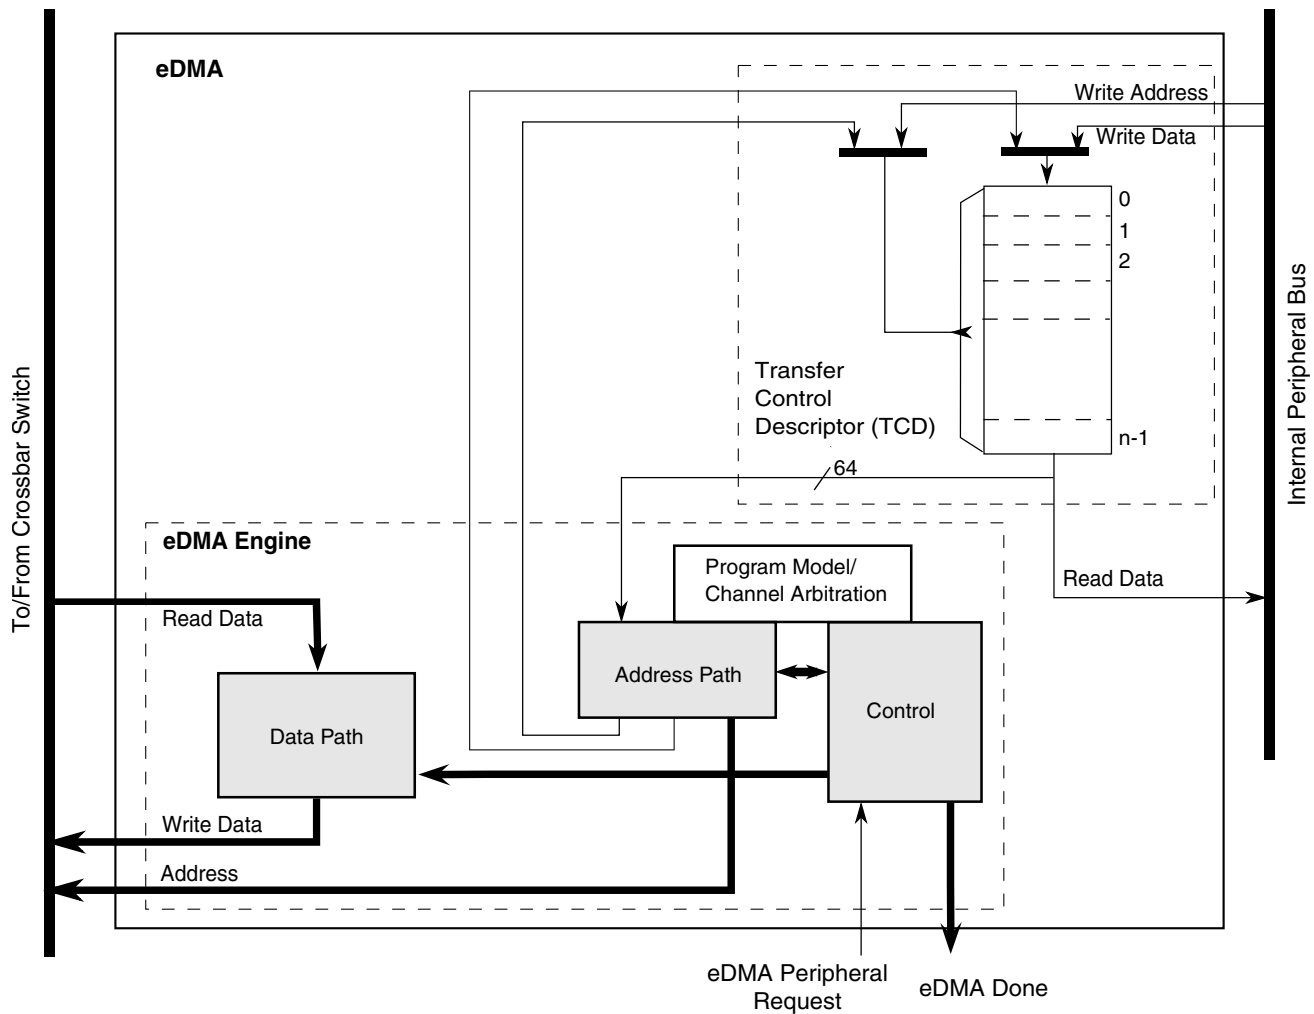 eDMA
Write Address
Write Data
0
1
2
n-1
Transfer
Control
Descriptor (TCD)
64
Internal Peripheral Bus
To/From Crossbar Switch
eDMA Engine
Program Model/
Channel Arbitration
Read Data
Read Data
Address Path
Control
Data Path
Write Data
Address
eDMA Peripheral
Request
eDMA Done